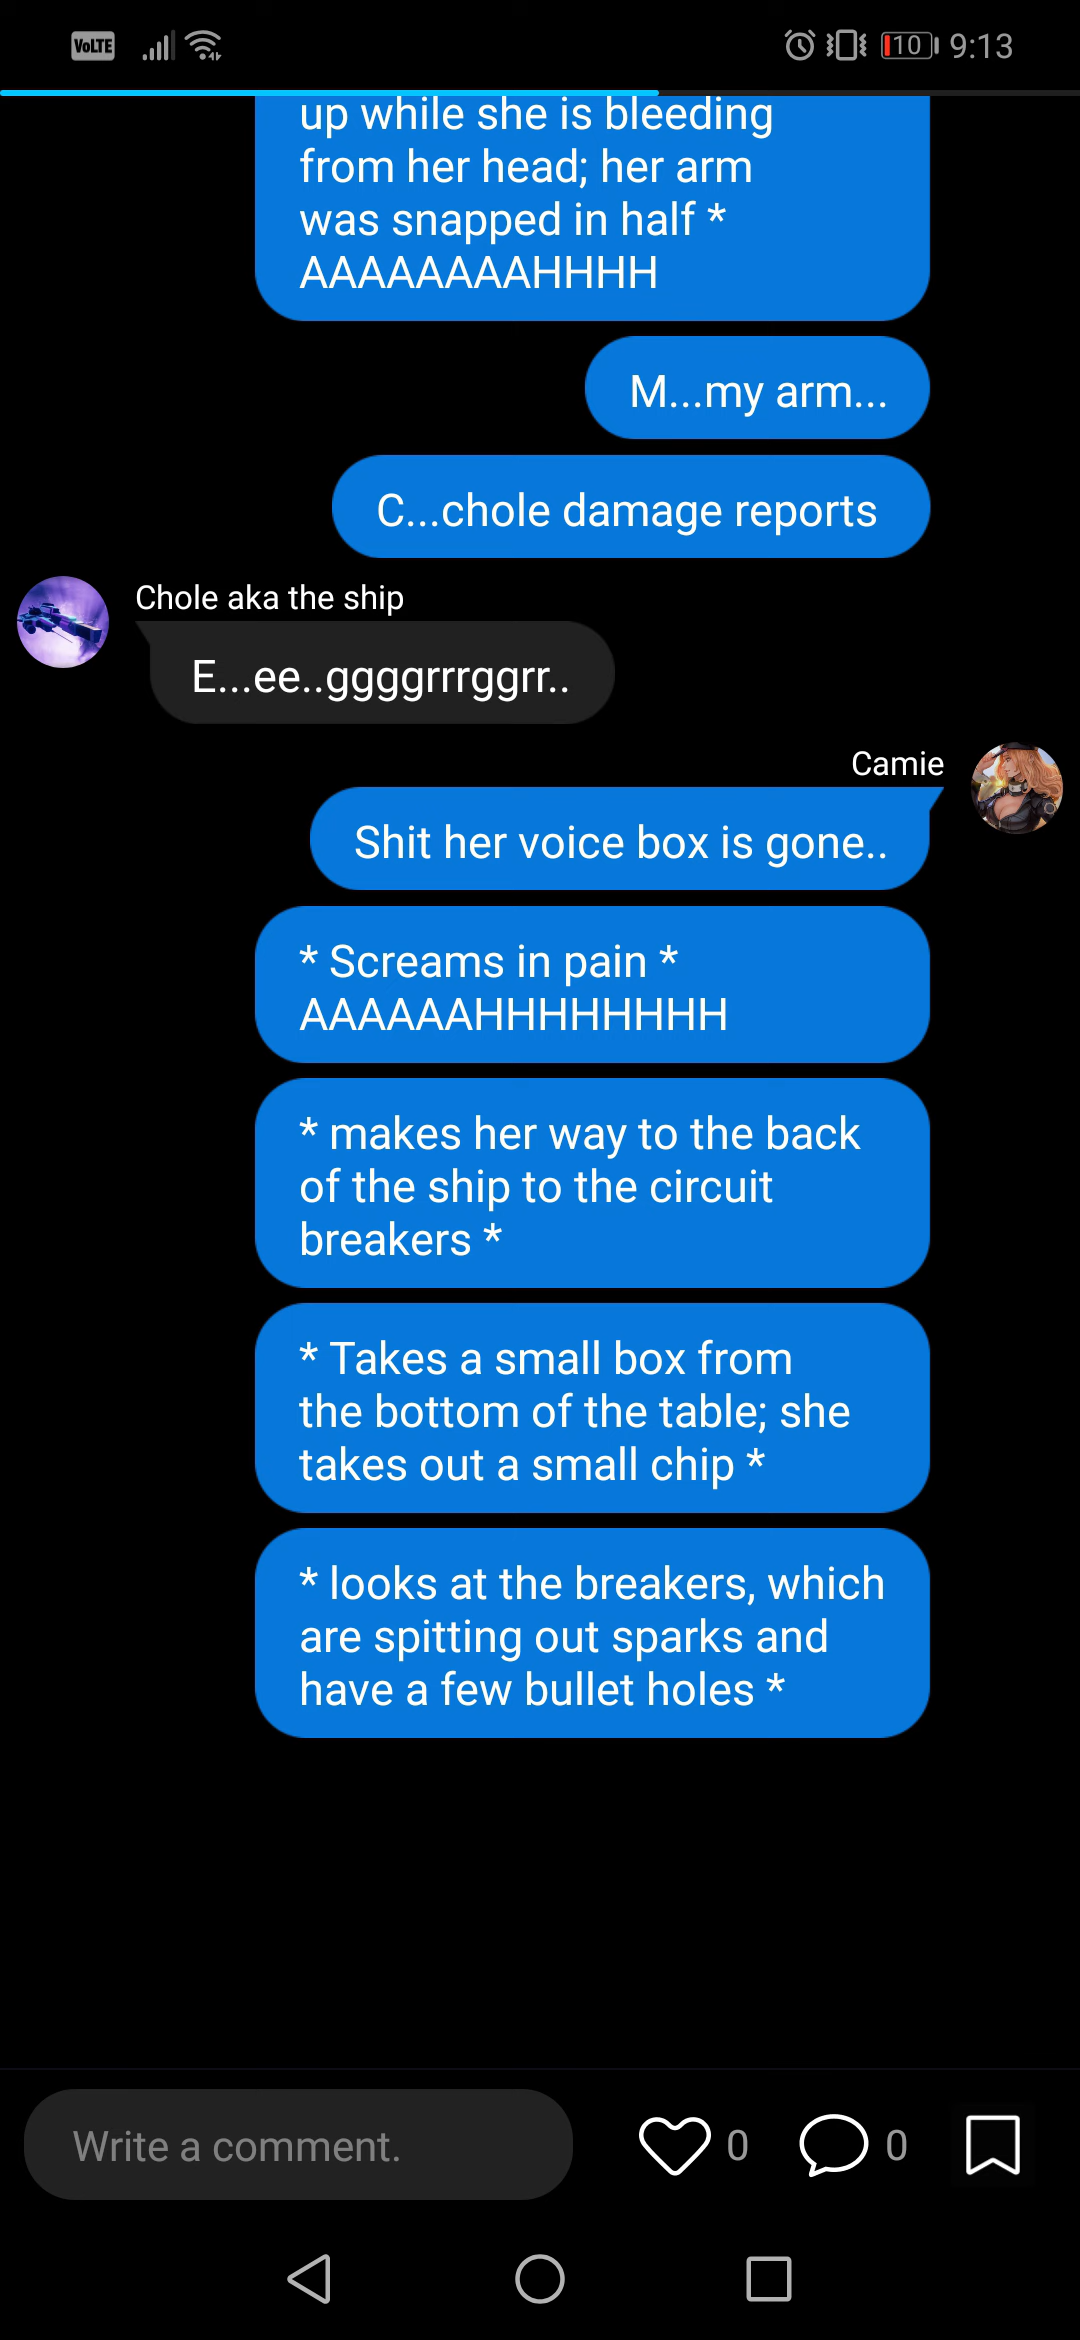 VoLTE 10 9:13
up while she is bleeding
from her head; her arm
was snapped in half *
AAAAAAAAHHHH
M...my arm...
C...chole damage reports
Chole aka the ship
E...ee..ggggrrrggrr..
Camie
Shit her voice box is gone..
* Screams in pain *
AAAAAAHHHHHHHH
* makes her way to the back
of the ship to the circuit
breakers *
* Takes a small box from
the bottom of the table; she
takes out a small chip *
* looks at the breakers, which
are spitting out sparks and
have a few bullet holes *
Write a comment. 0 0